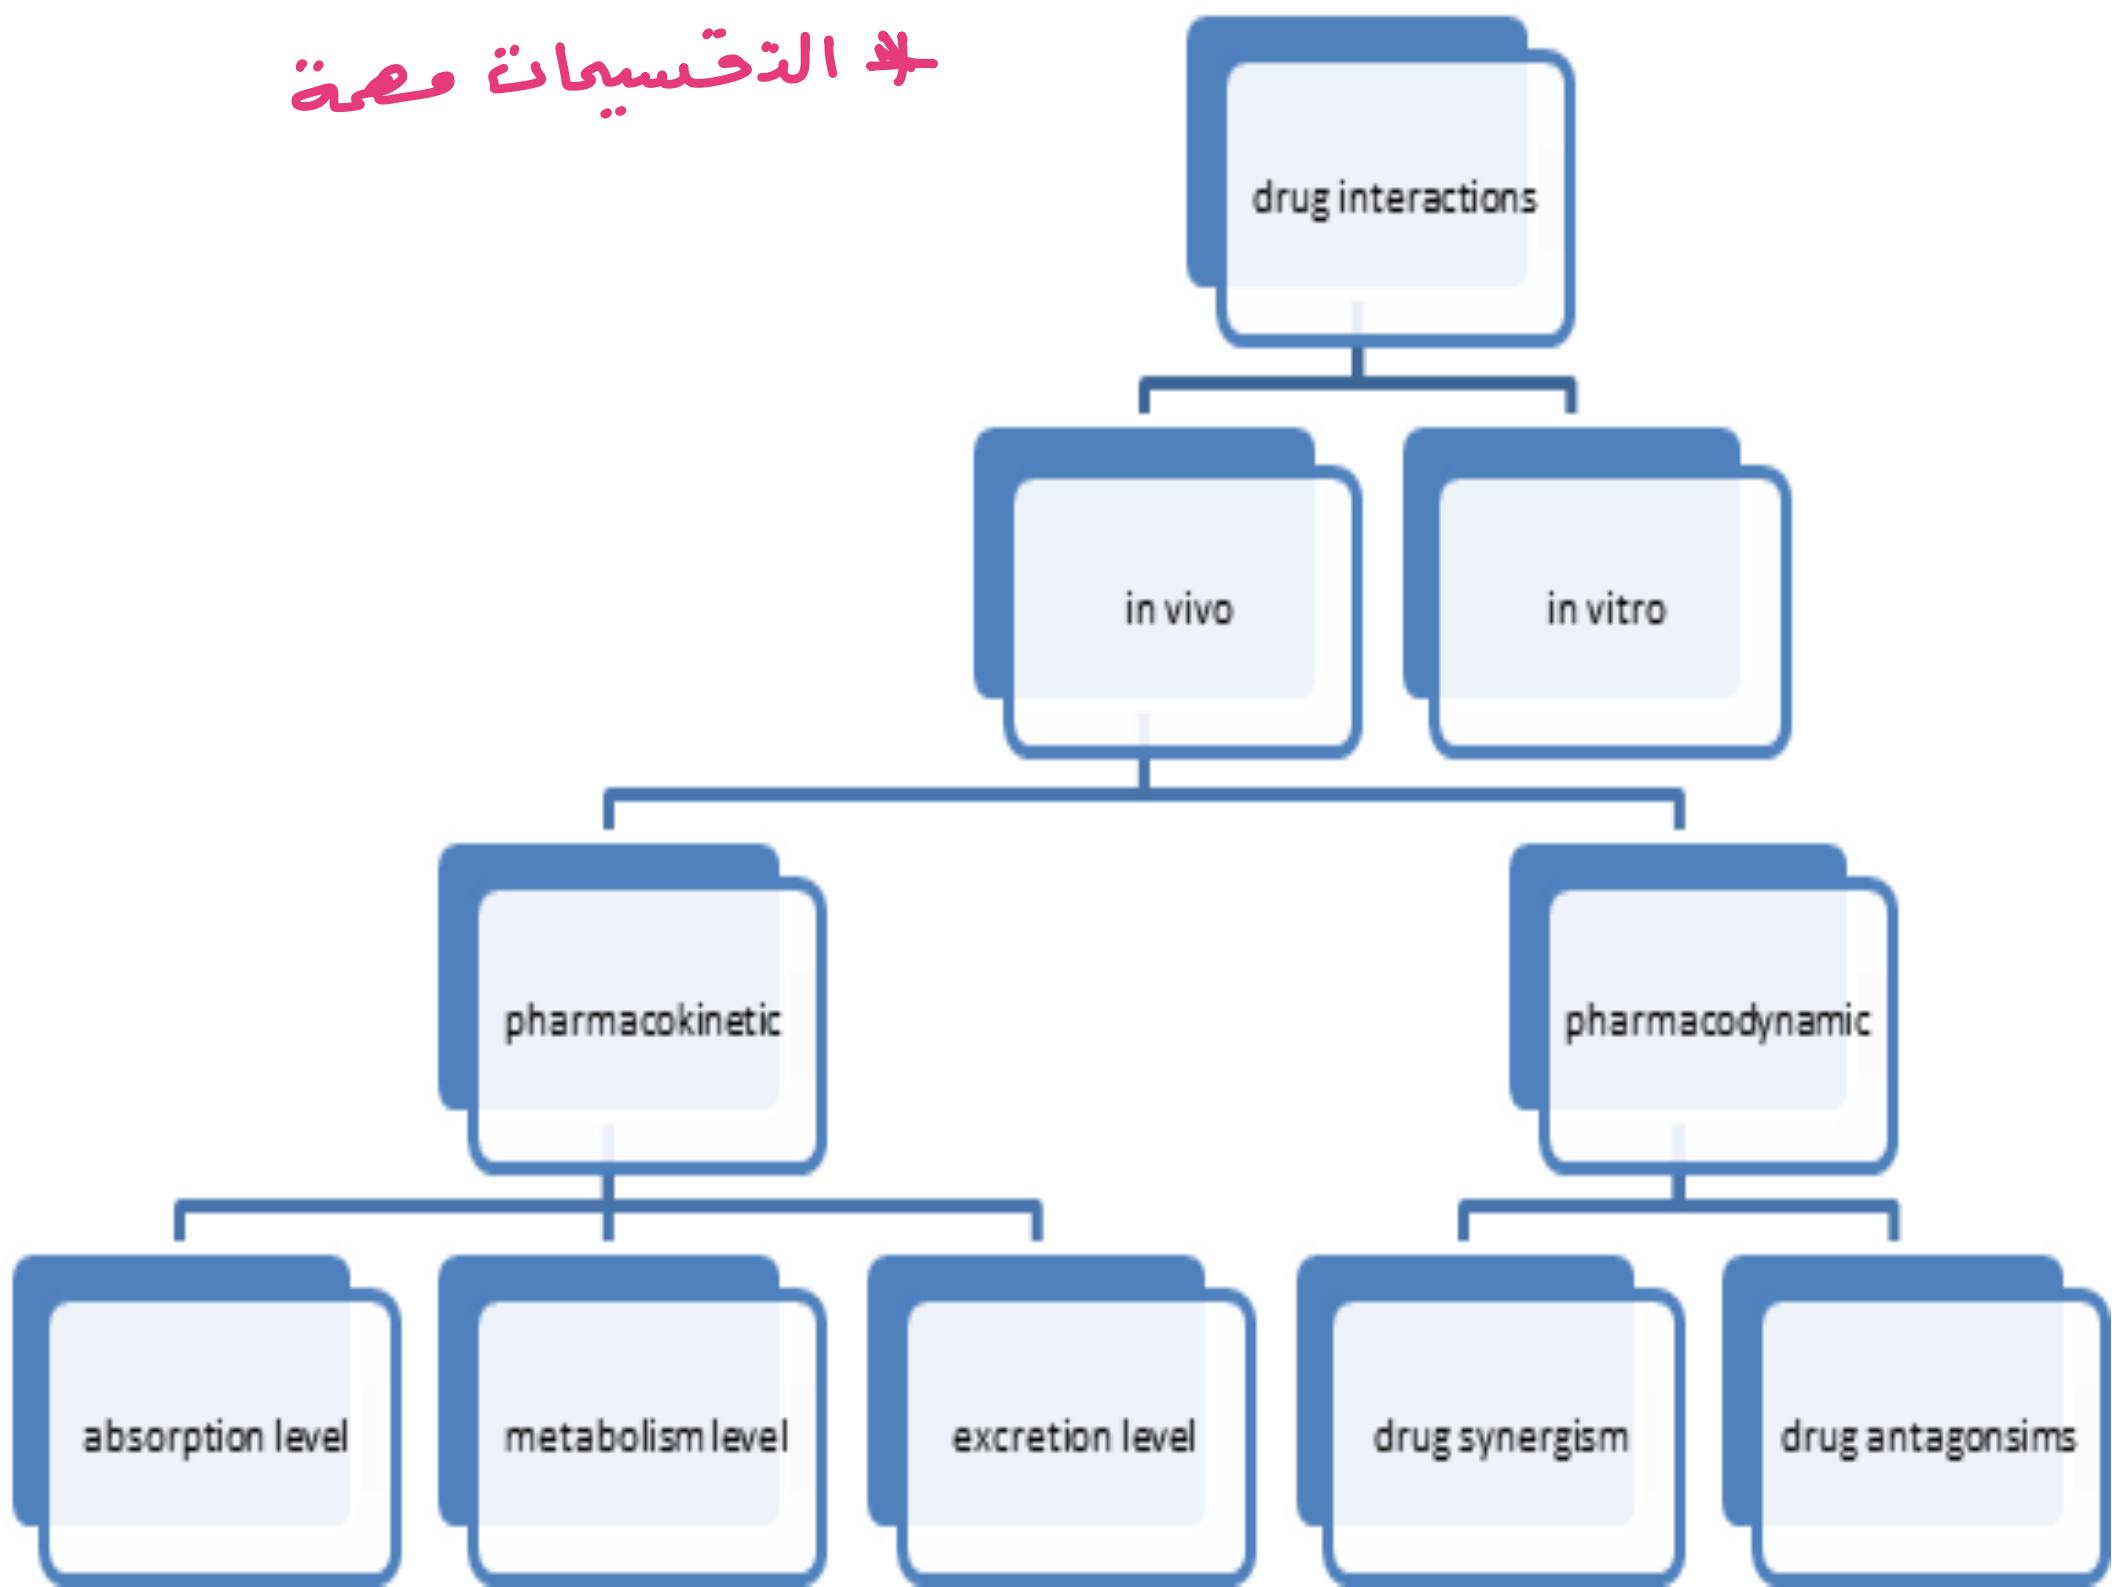 * التقسيمات مهمة
drug interactions
in vivo
in vitro
pharmacokinetic
pharmacodynamic
absorption level
metabolism level
excretion level
drug synergism
drug antagonsims